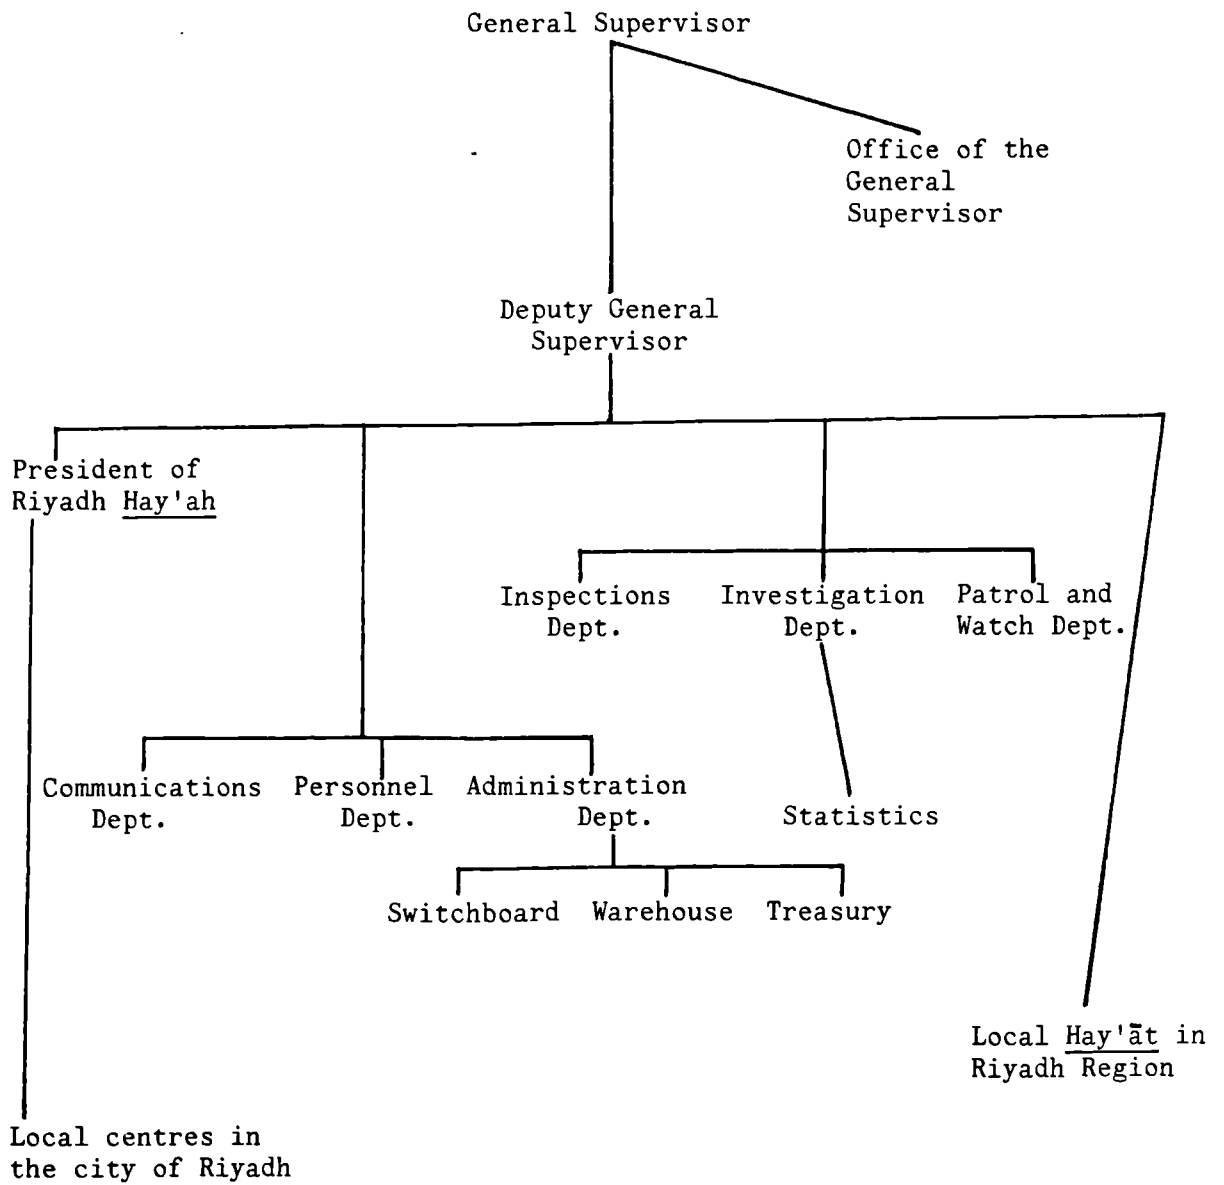 General Supervisor
Office of the
General
Supervisor
Deputy General
Supervisor
President of
Riyadh Hay'ah
Inspections
Dept.
Investigation
Dept.
Patrol and
Watch Dept.
Communications
Dept.
Personnel
Dept.
Administration
Dept.
Statistics
Switchboard
Warehouse
Treasury
Local Hay'āt in
Riyadh Region
Local centres in
the city of Riyadh